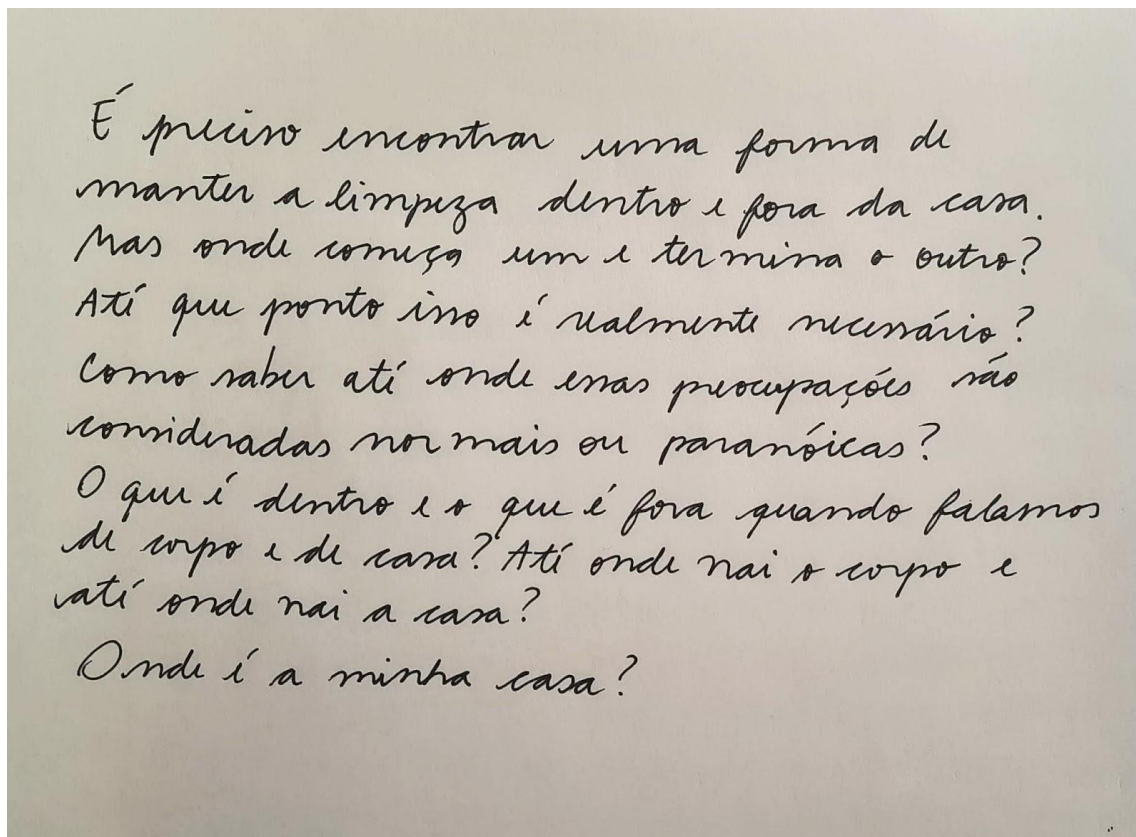 É preciso encontrar uma forma de
manter a limpeza dentro e fora da casa.
Mas onde começa um e termina o outro?
Até que ponto isso é realmente necessário?
Como saber até onde essas preocupações são
consideradas normais ou paranóicas?
O que é dentro e o que é fora quando falamos
de corpo e de casa? Até onde vai o corpo e
até onde vai a casa?
Onde é a minha casa?